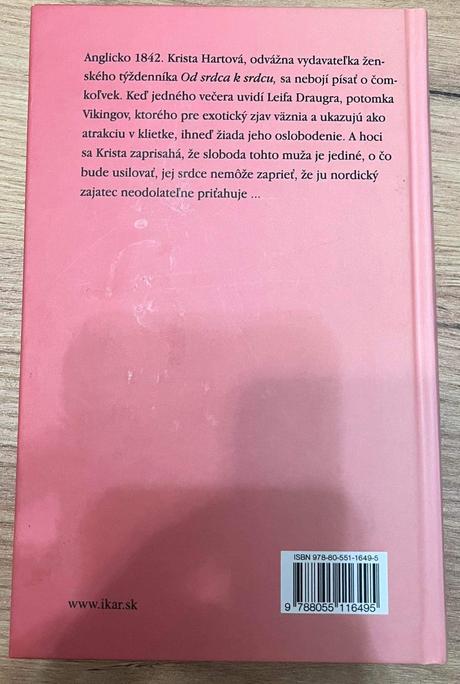 Anglicko 1842. Krista Hartová, odvážna vydavateľka žen-
ského týždenníka Od srdca k srdcu, sa nebojí písať o čom-
koľvek. Keď jedného večera uvidí Leifa Draugra, potomka
Vikingov, ktorého pre exotický zjav väznia a ukazujú ako
atrakciu v klietke, ihneď žiada jeho oslobodenie. A hoci
sa Krista zaprisahá, že sloboda tohto muža je jediné, o čo
bude usilovať, jej srdce nemôže zaprieť, že ju nordický
zajatec neodolateľne priťahuje ...
ISBN 978-80-551-1649-5
9 788055 116495
www.ikar.sk